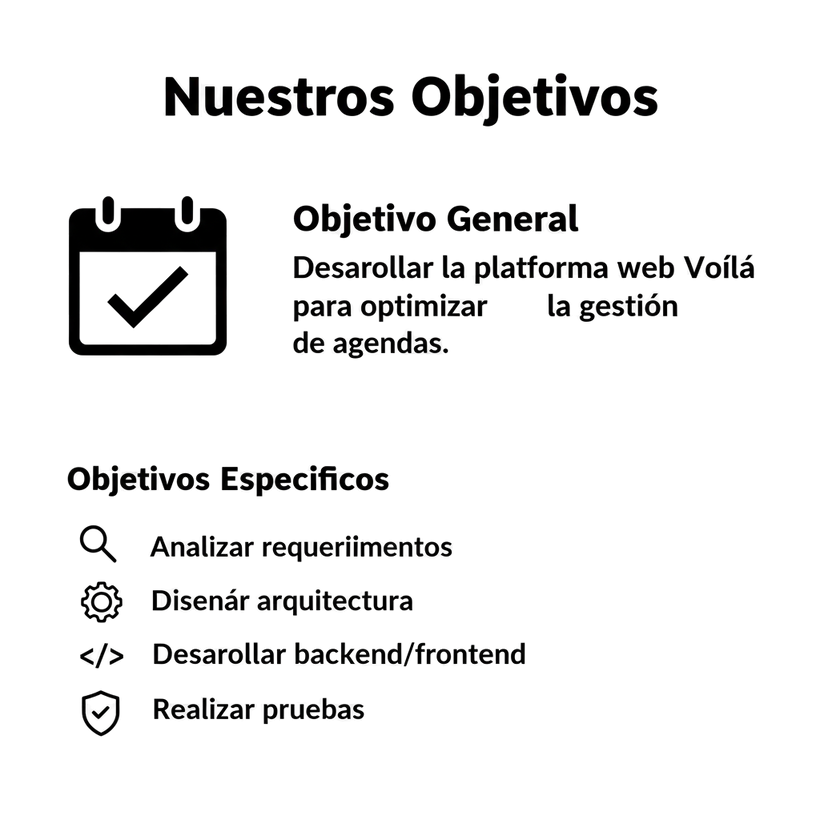 Nuestros Objetivos
Objetivo General
Desarollar la platforma web Voílá
para optimizar la gestión
de agendas.
Objetivos Especificos
Analizar requeriimentos
Disenár arquitectura
</> Desarollar backend/frontend
Realizar pruebas